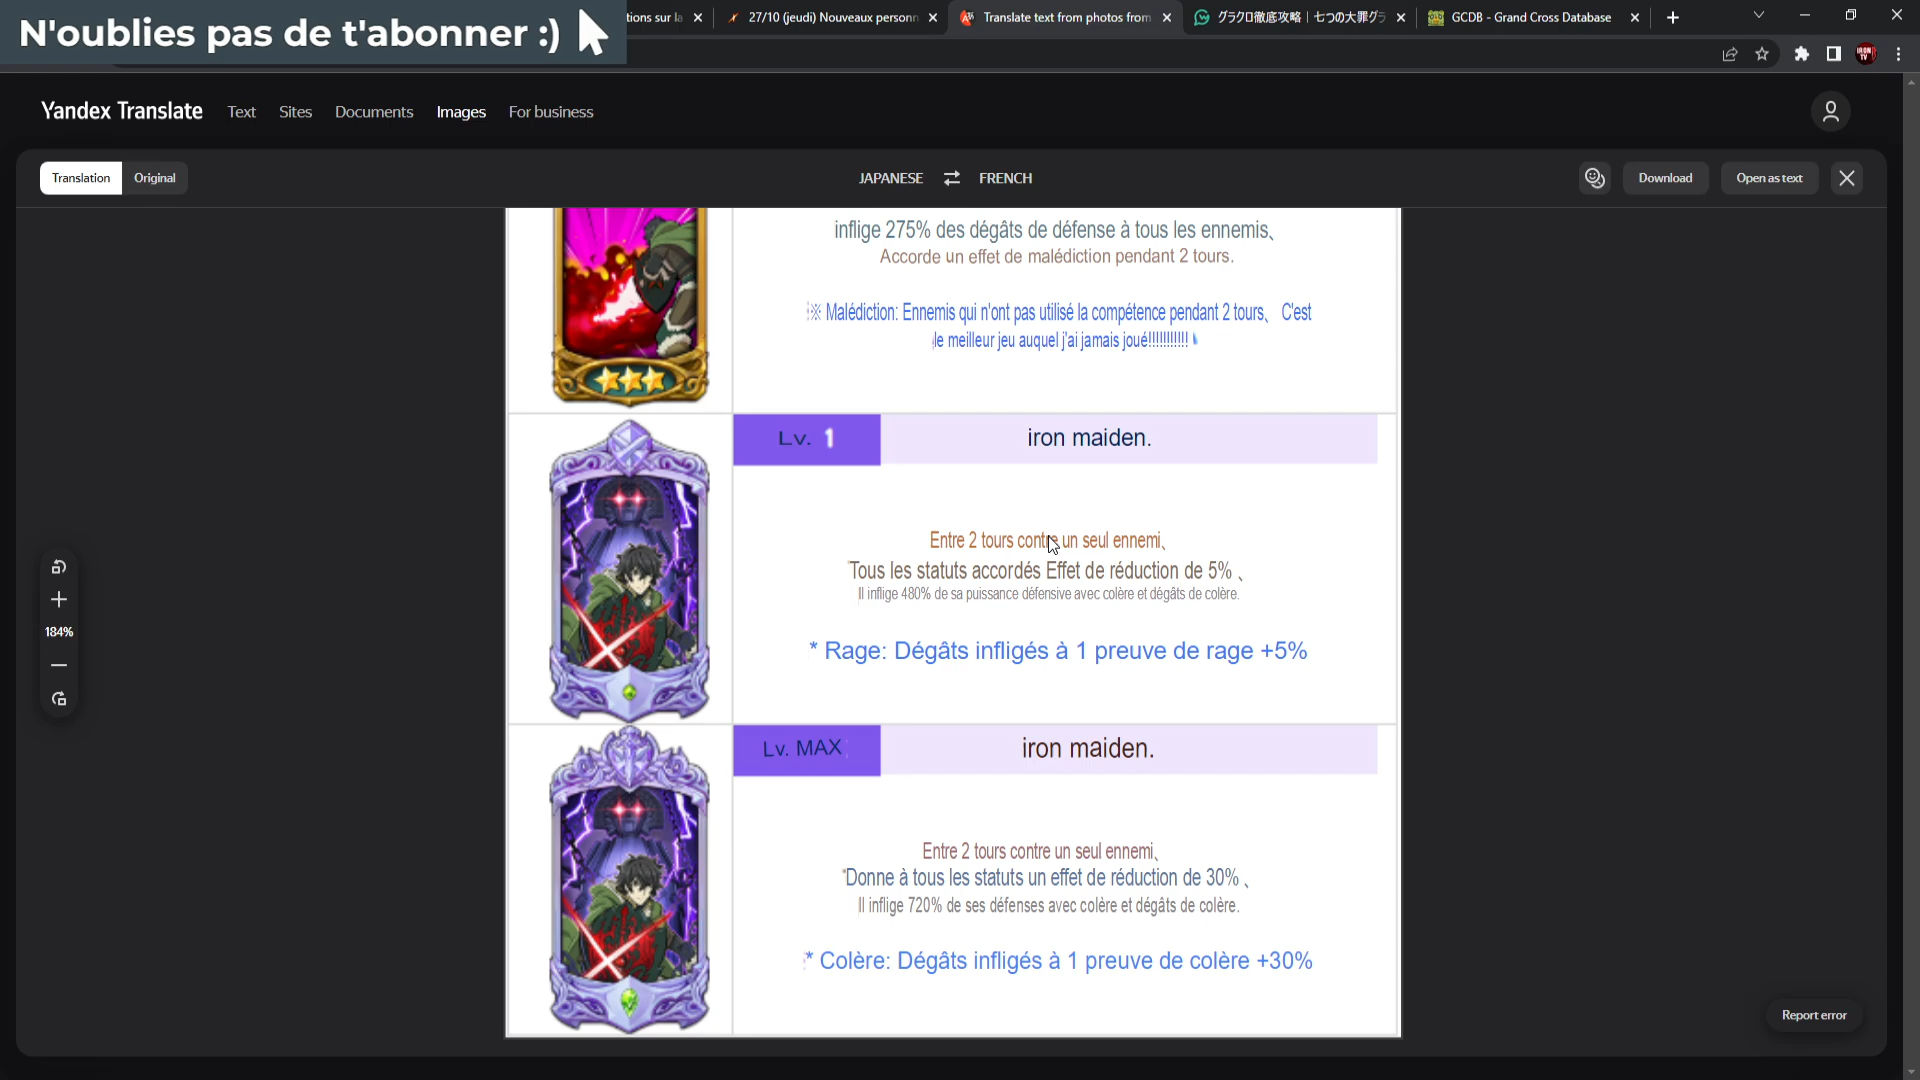 N'oublies pas de t'abonner :)
tions sur la
27/10 (jeudi) Nouveaux personn
Translate text from photos from
グラクロ徹底攻略 | 七つの大罪グラ
GCDB - Grand Cross Database
IRON TV
Yandex Translate
Text
Sites
Documents
Images
For business
Translation
Original
JAPANESE
FRENCH
Download
Open as text
inflige 275% des dégâts de défense à tous les ennemis、
Accorde un effet de malédiction pendant 2 tours.
※ Malédiction: Ennemis qui n'ont pas utilisé la compétence pendant 2 tours、 C'est
le meilleur jeu auquel j'ai jamais joué!!!!!!!!!!!
Lv. 1
iron maiden.
Entre 2 tours contre un seul ennemi、
Tous les statuts accordés Effet de réduction de 5% 、
Il inflige 480% de sa puissance défensive avec colère et dégâts de colère.
* Rage: Dégâts infligés à 1 preuve de rage +5%
184%
Lv. MAX
iron maiden.
Entre 2 tours contre un seul ennemi、
Donne à tous les statuts un effet de réduction de 30% 、
Il inflige 720% de ses défenses avec colère et dégâts de colère.
* Colère: Dégâts infligés à 1 preuve de colère +30%
Report error